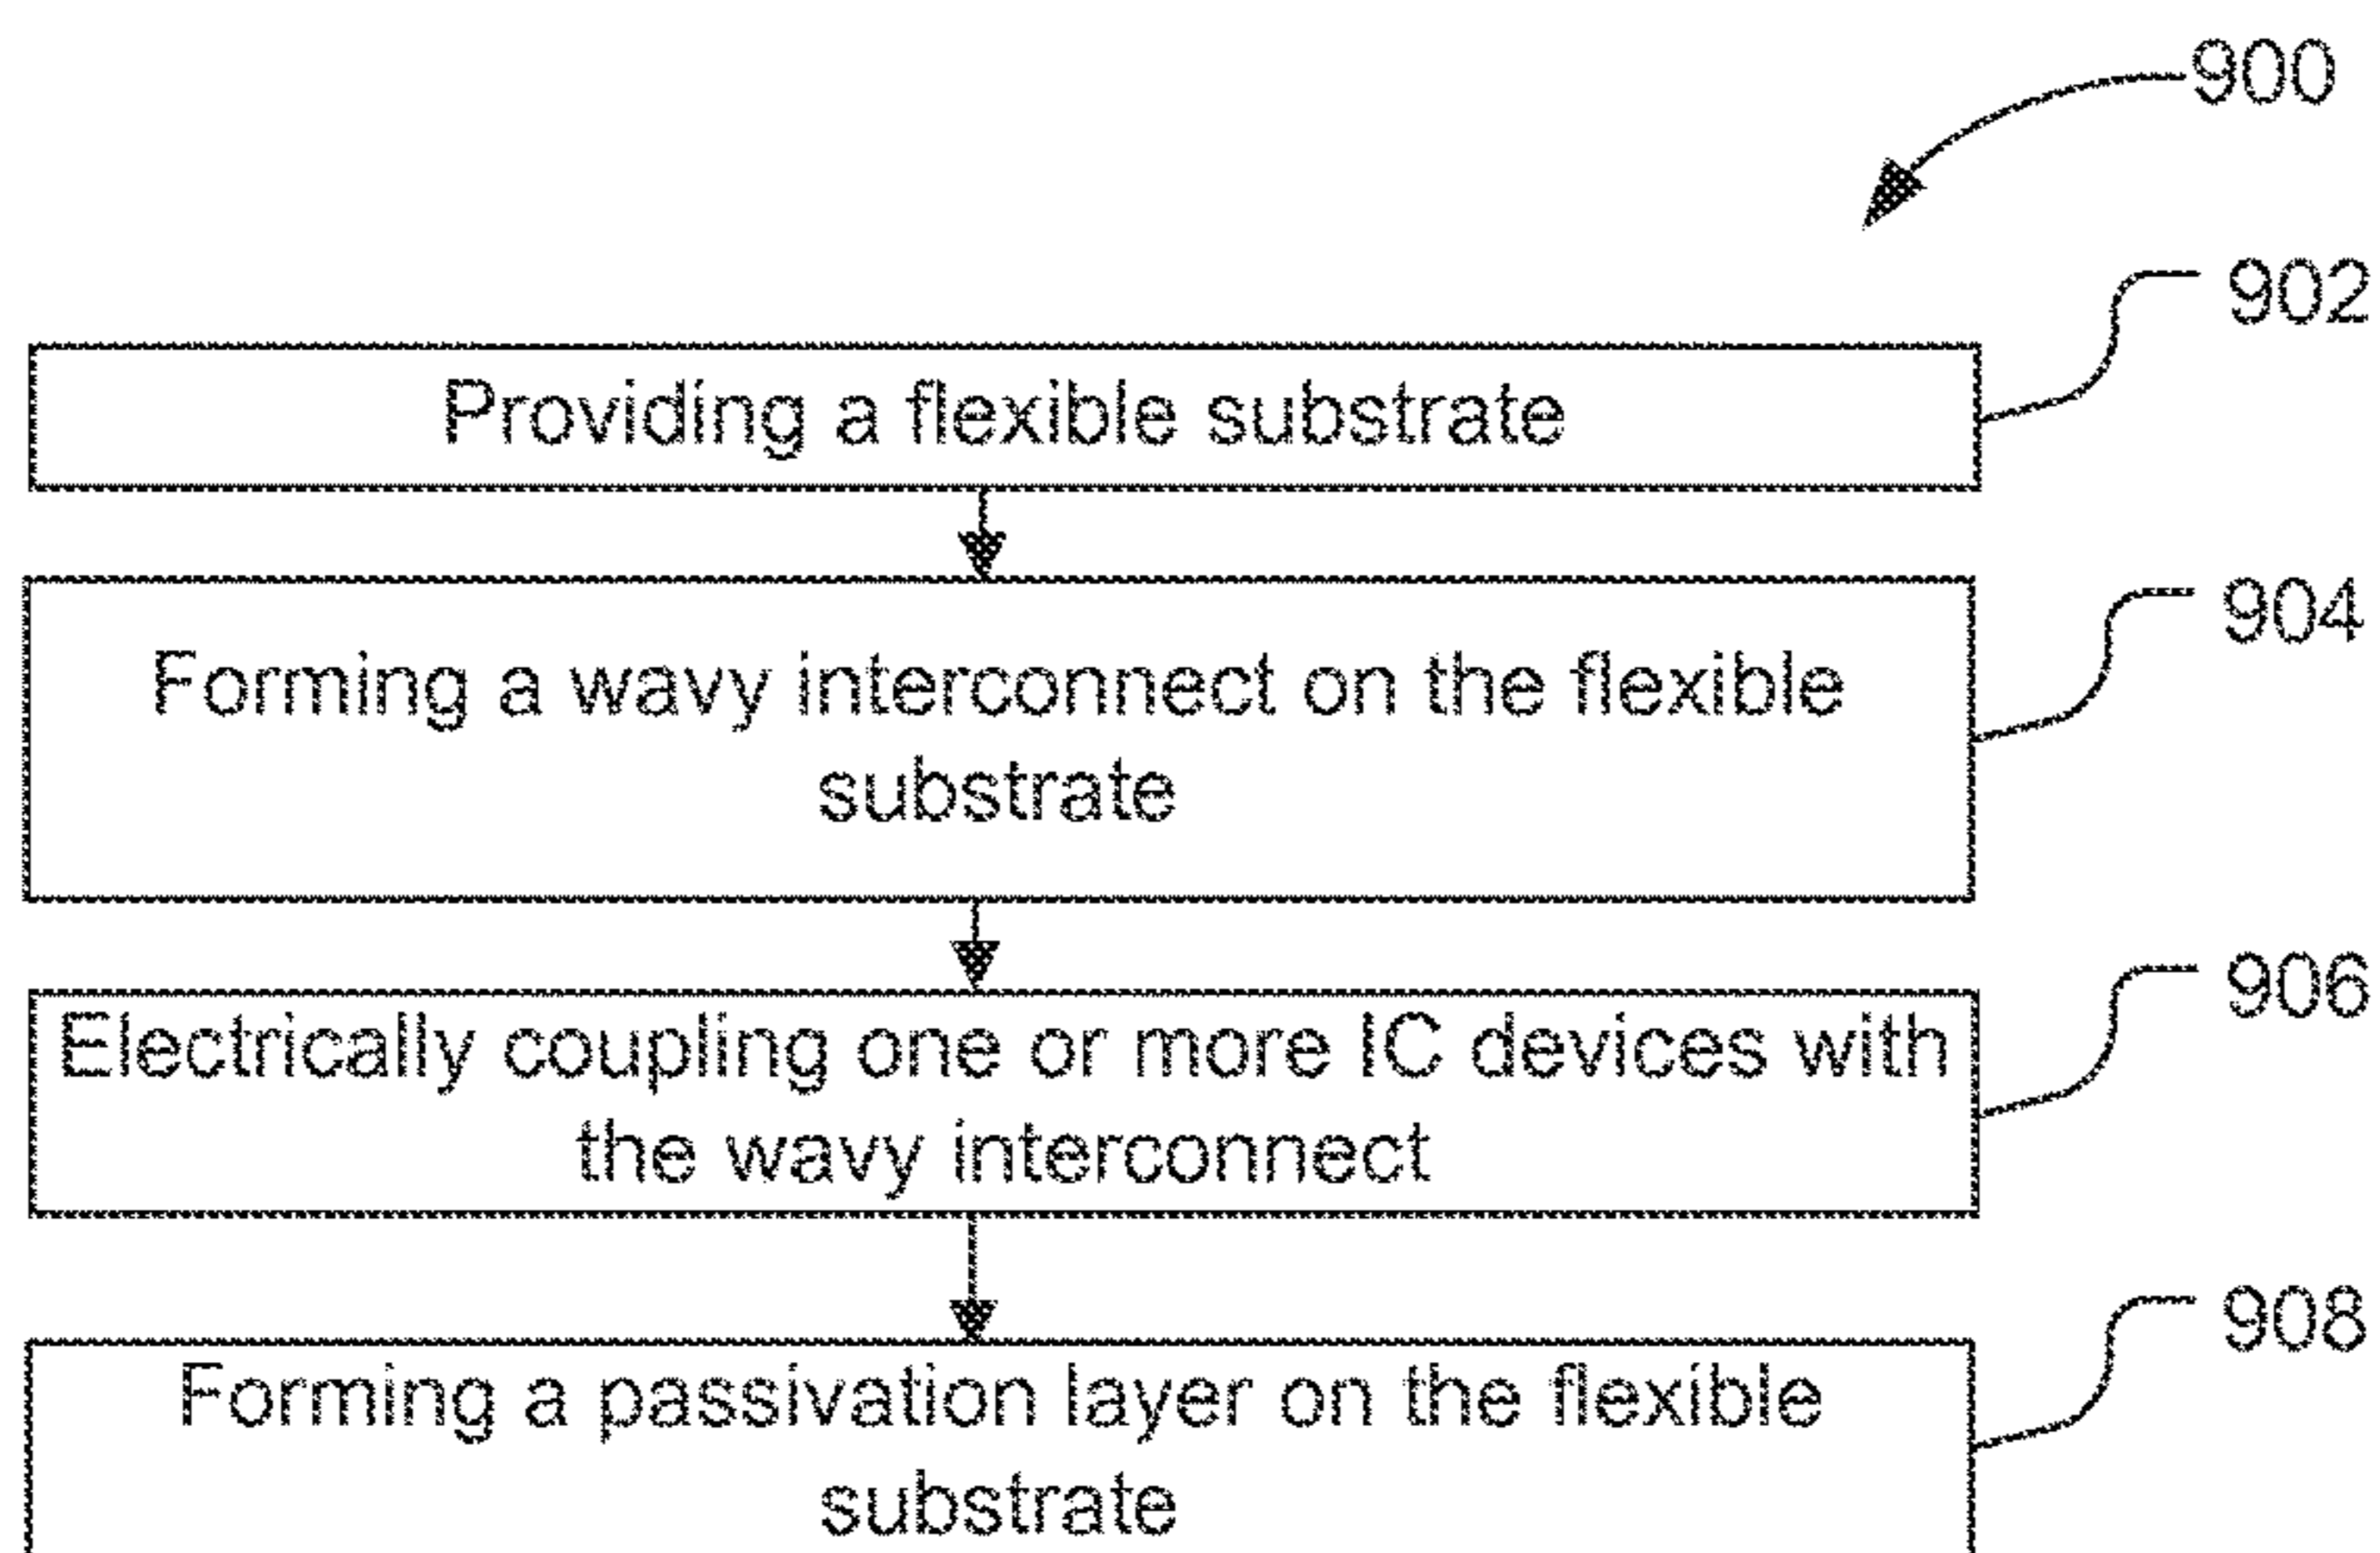 900
902
Providing a flexible substrate
904
Forming a wavy interconnect on the flexible
substrate
906
Electrically coupling one or more IC devices with
the wavy interconnect
908
Forming a passivation layer on the flexible
substrate